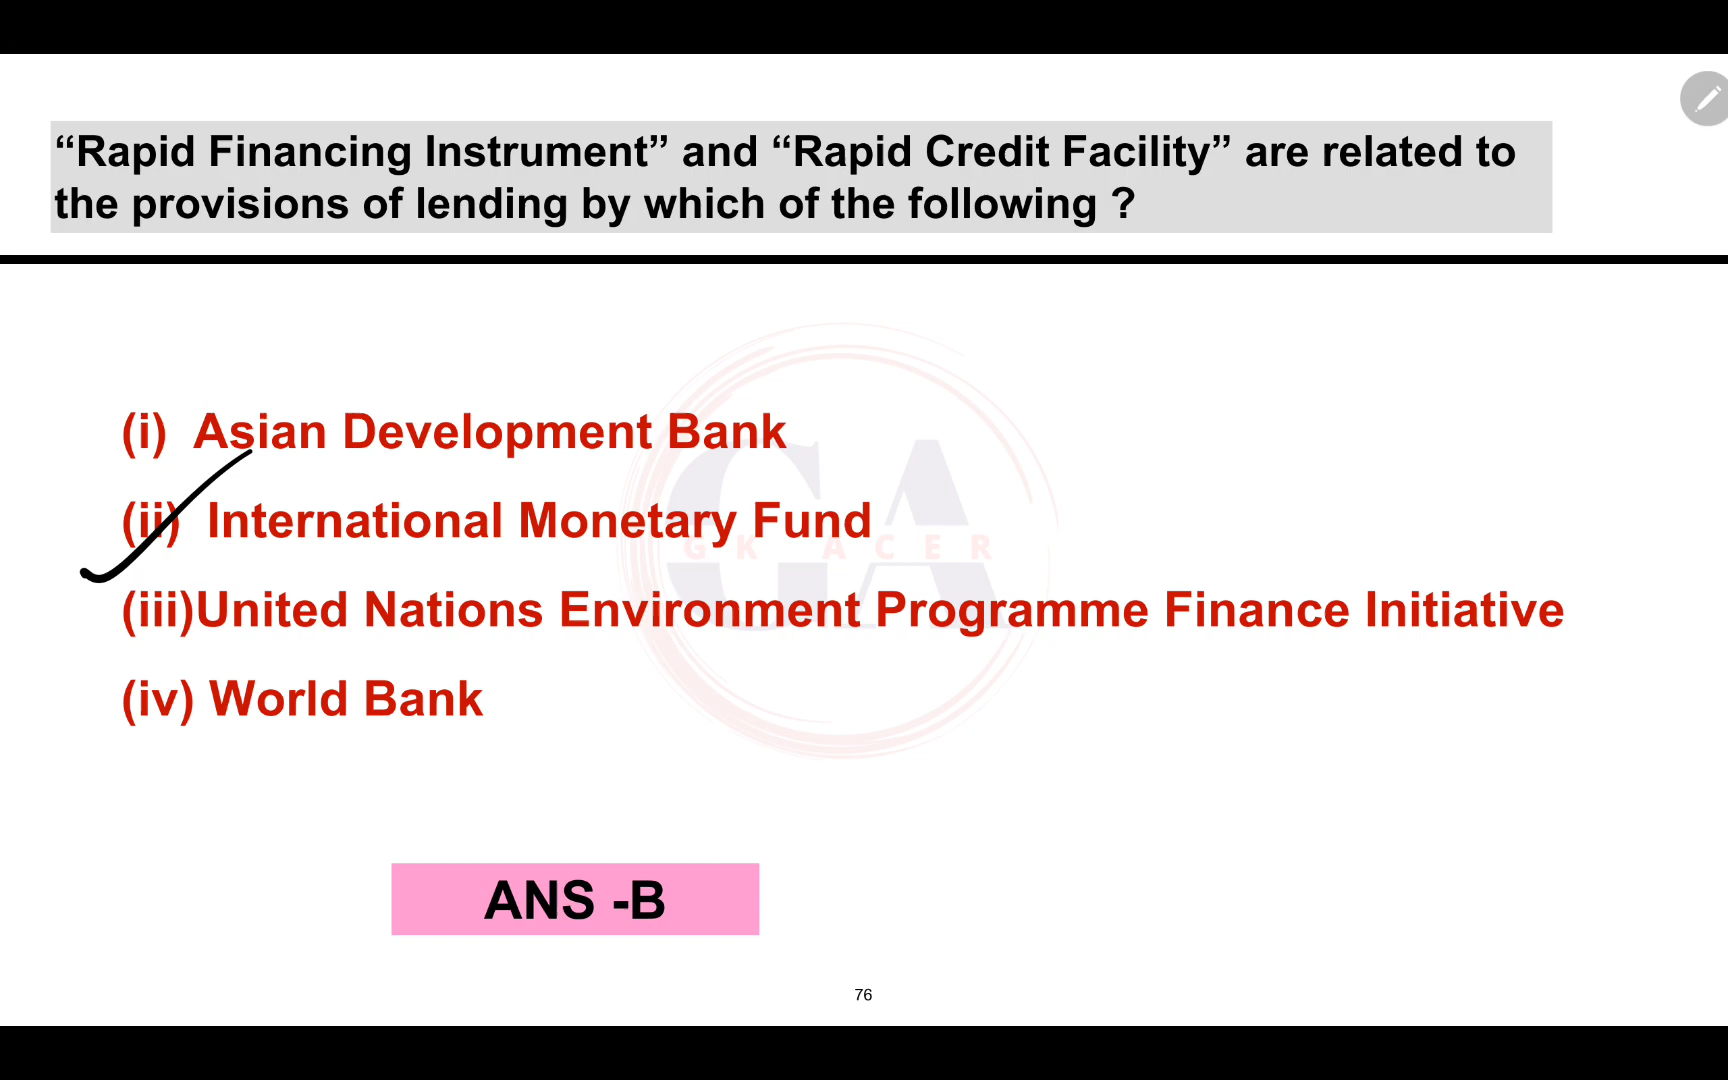 “Rapid Financing Instrument” and “Rapid Credit Facility” are related to
the provisions of lending by which of the following ?
(i) Asian Development Bank
(ii) International Monetary Fund
GK ACER
(iii)United Nations Environment Programme Finance Initiative
(iv) World Bank
ANS -B
76